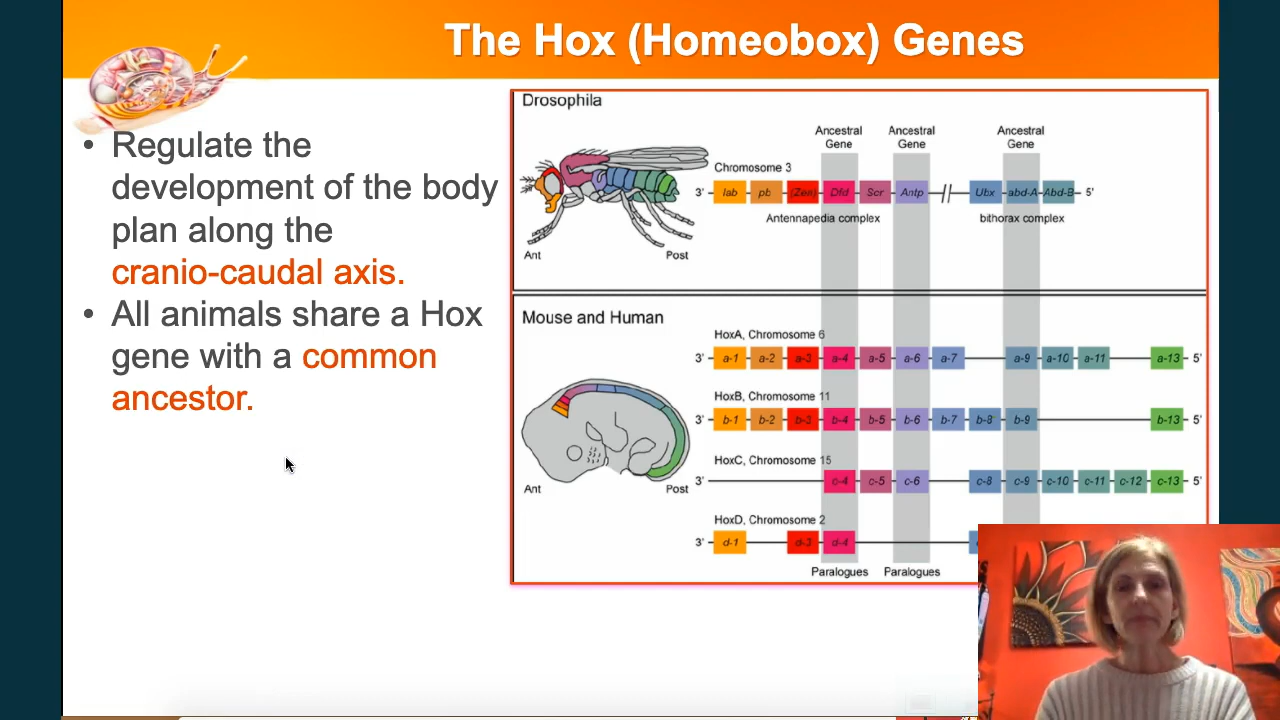 The Hox (Homeobox) Genes
• Regulate the
development of the body
plan along the
cranio-caudal axis.
• All animals share a Hox
gene with a common
ancestor.
Drosophila
Ancestral
Gene
Ancestral
Gene
Ancestral
Gene
Chromosome 3
3' lab pb (Zen) Dfd Scr Antp // Ubx abd-A Abd-B 5'
Antennapedia complex
bithorax complex
Ant
Post
Mouse and Human
HoxA, Chromosome 6
3' a-1 a-2 a-3 a-4 a-5 a-6 a-7 a-9 a-10 a-11 a-13 5'
HoxB, Chromosome 11
3' b-1 b-2 b-3 b-4 b-5 b-6 b-7 b-8 b-9 b-13 5'
HoxC, Chromosome 15
3' c-4 c-5 c-6 c-8 c-9 c-10 c-11 c-12 c-13 5'
Ant
Post
HoxD, Chromosome 2
3' d-1 d-3 d-4
Paralogues
Paralogues